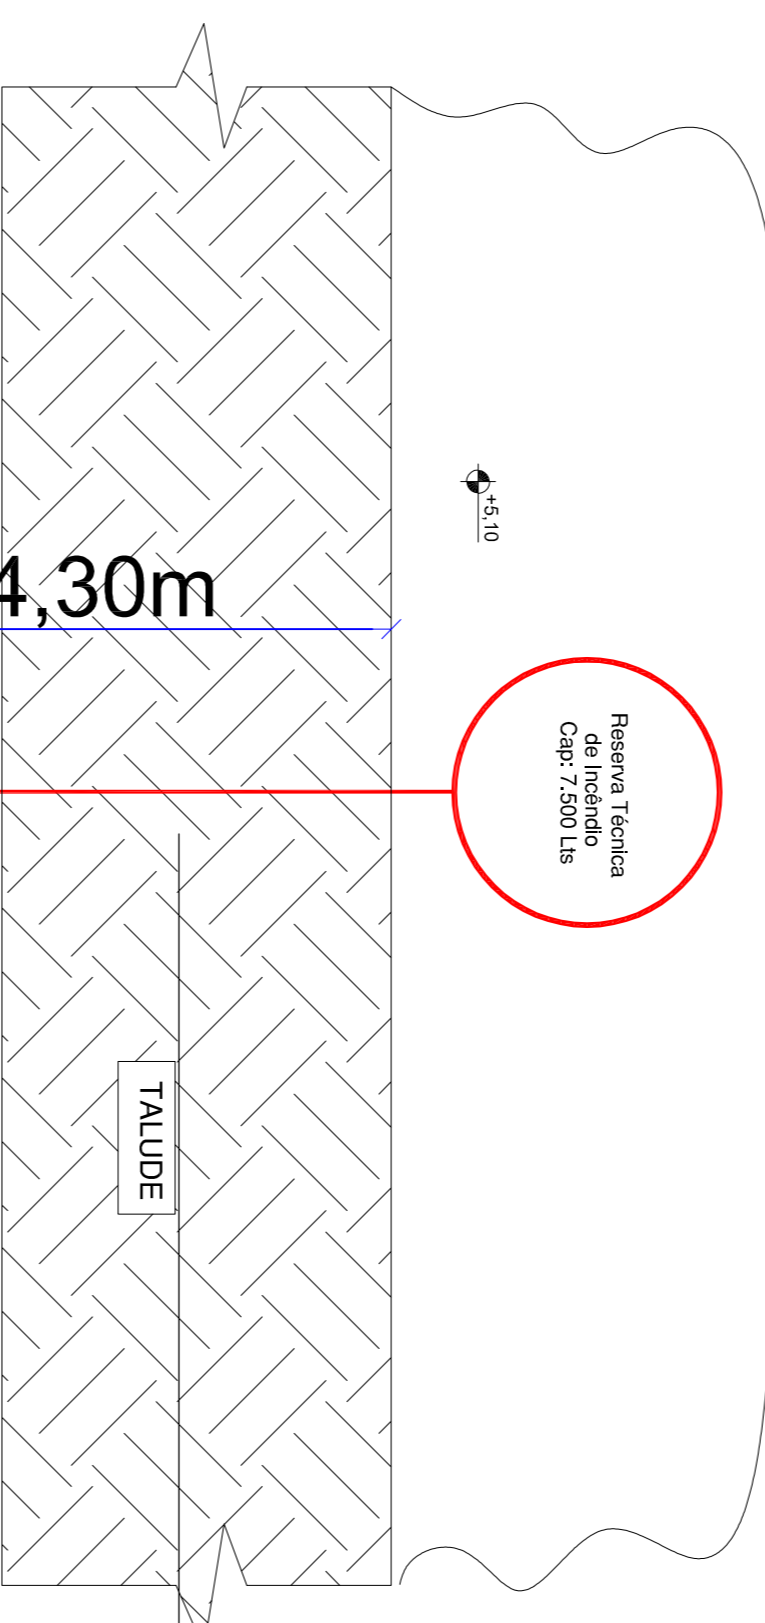 +5,10
4,30m
Reserva Técnica
de Incêndio
Cap: 7.500 Lts
TALUDE